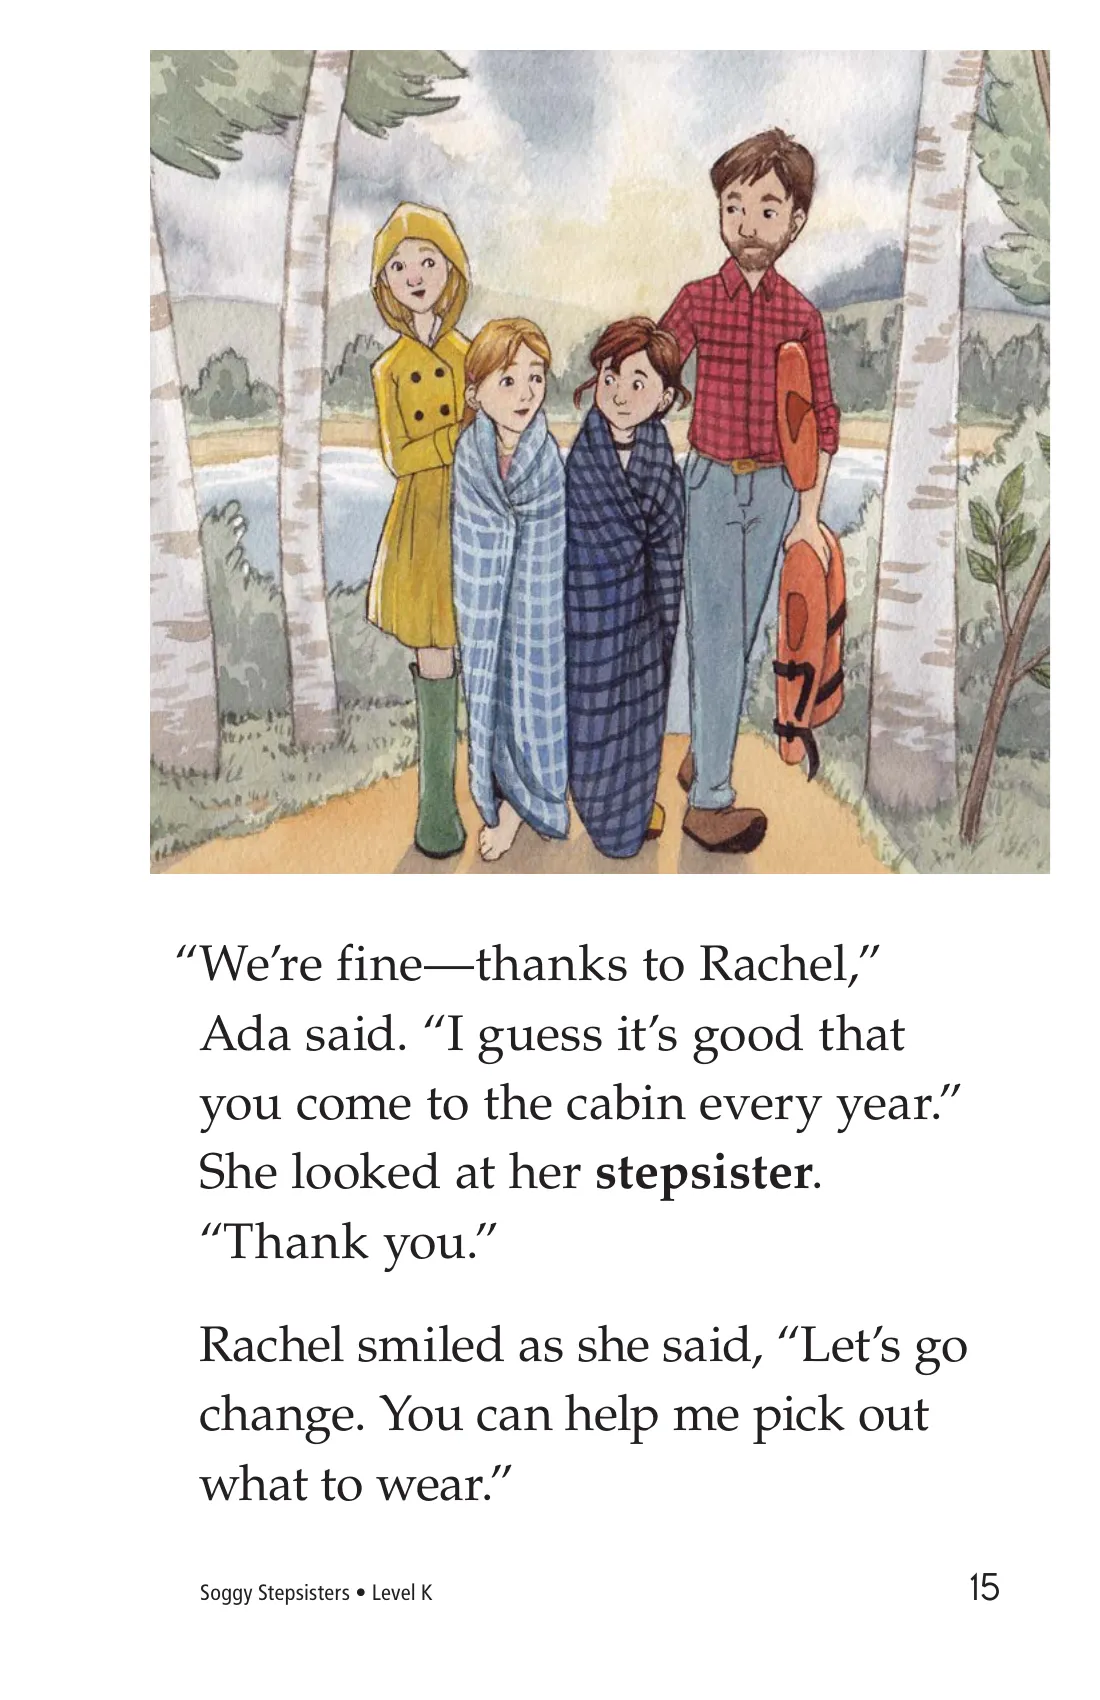 “We’re fine—thanks to Rachel,”
Ada said. “I guess it’s good that
you come to the cabin every year.”
She looked at her stepsister.
“Thank you.”
Rachel smiled as she said, “Let’s go
change. You can help me pick out
what to wear.”
Soggy Stepsisters • Level K
15